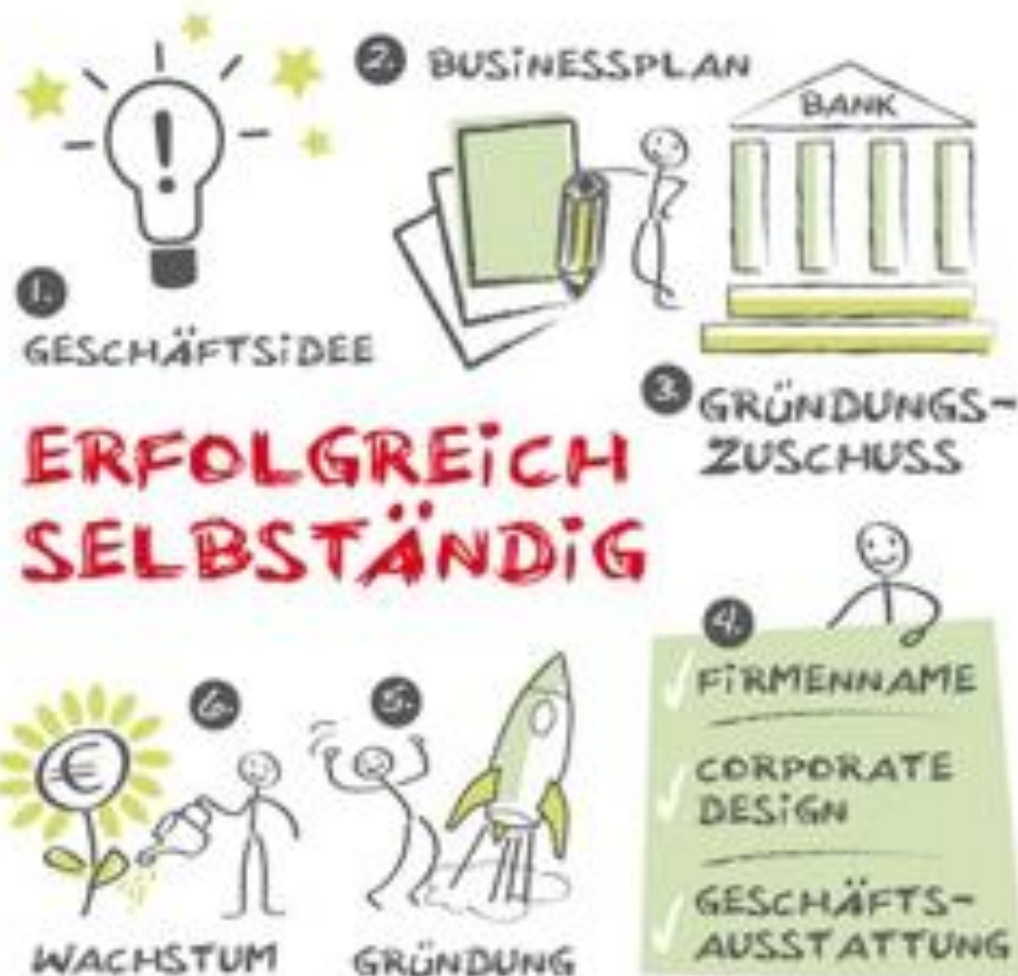 1.
GESCHÄFTSiDEE
2. BUSiNESSPLAN
BANK
3. GRÜNDUNGS-
ZUSCHUSS
ERFOLGREiCH
SELBSTÄNDiG
4.
FiRMENNAME
CORPORATE
DESiGN
GESCHÄFTS-
AUSSTATTUNG
5.
GRÜNDUNG
6.
WACHSTUM
€